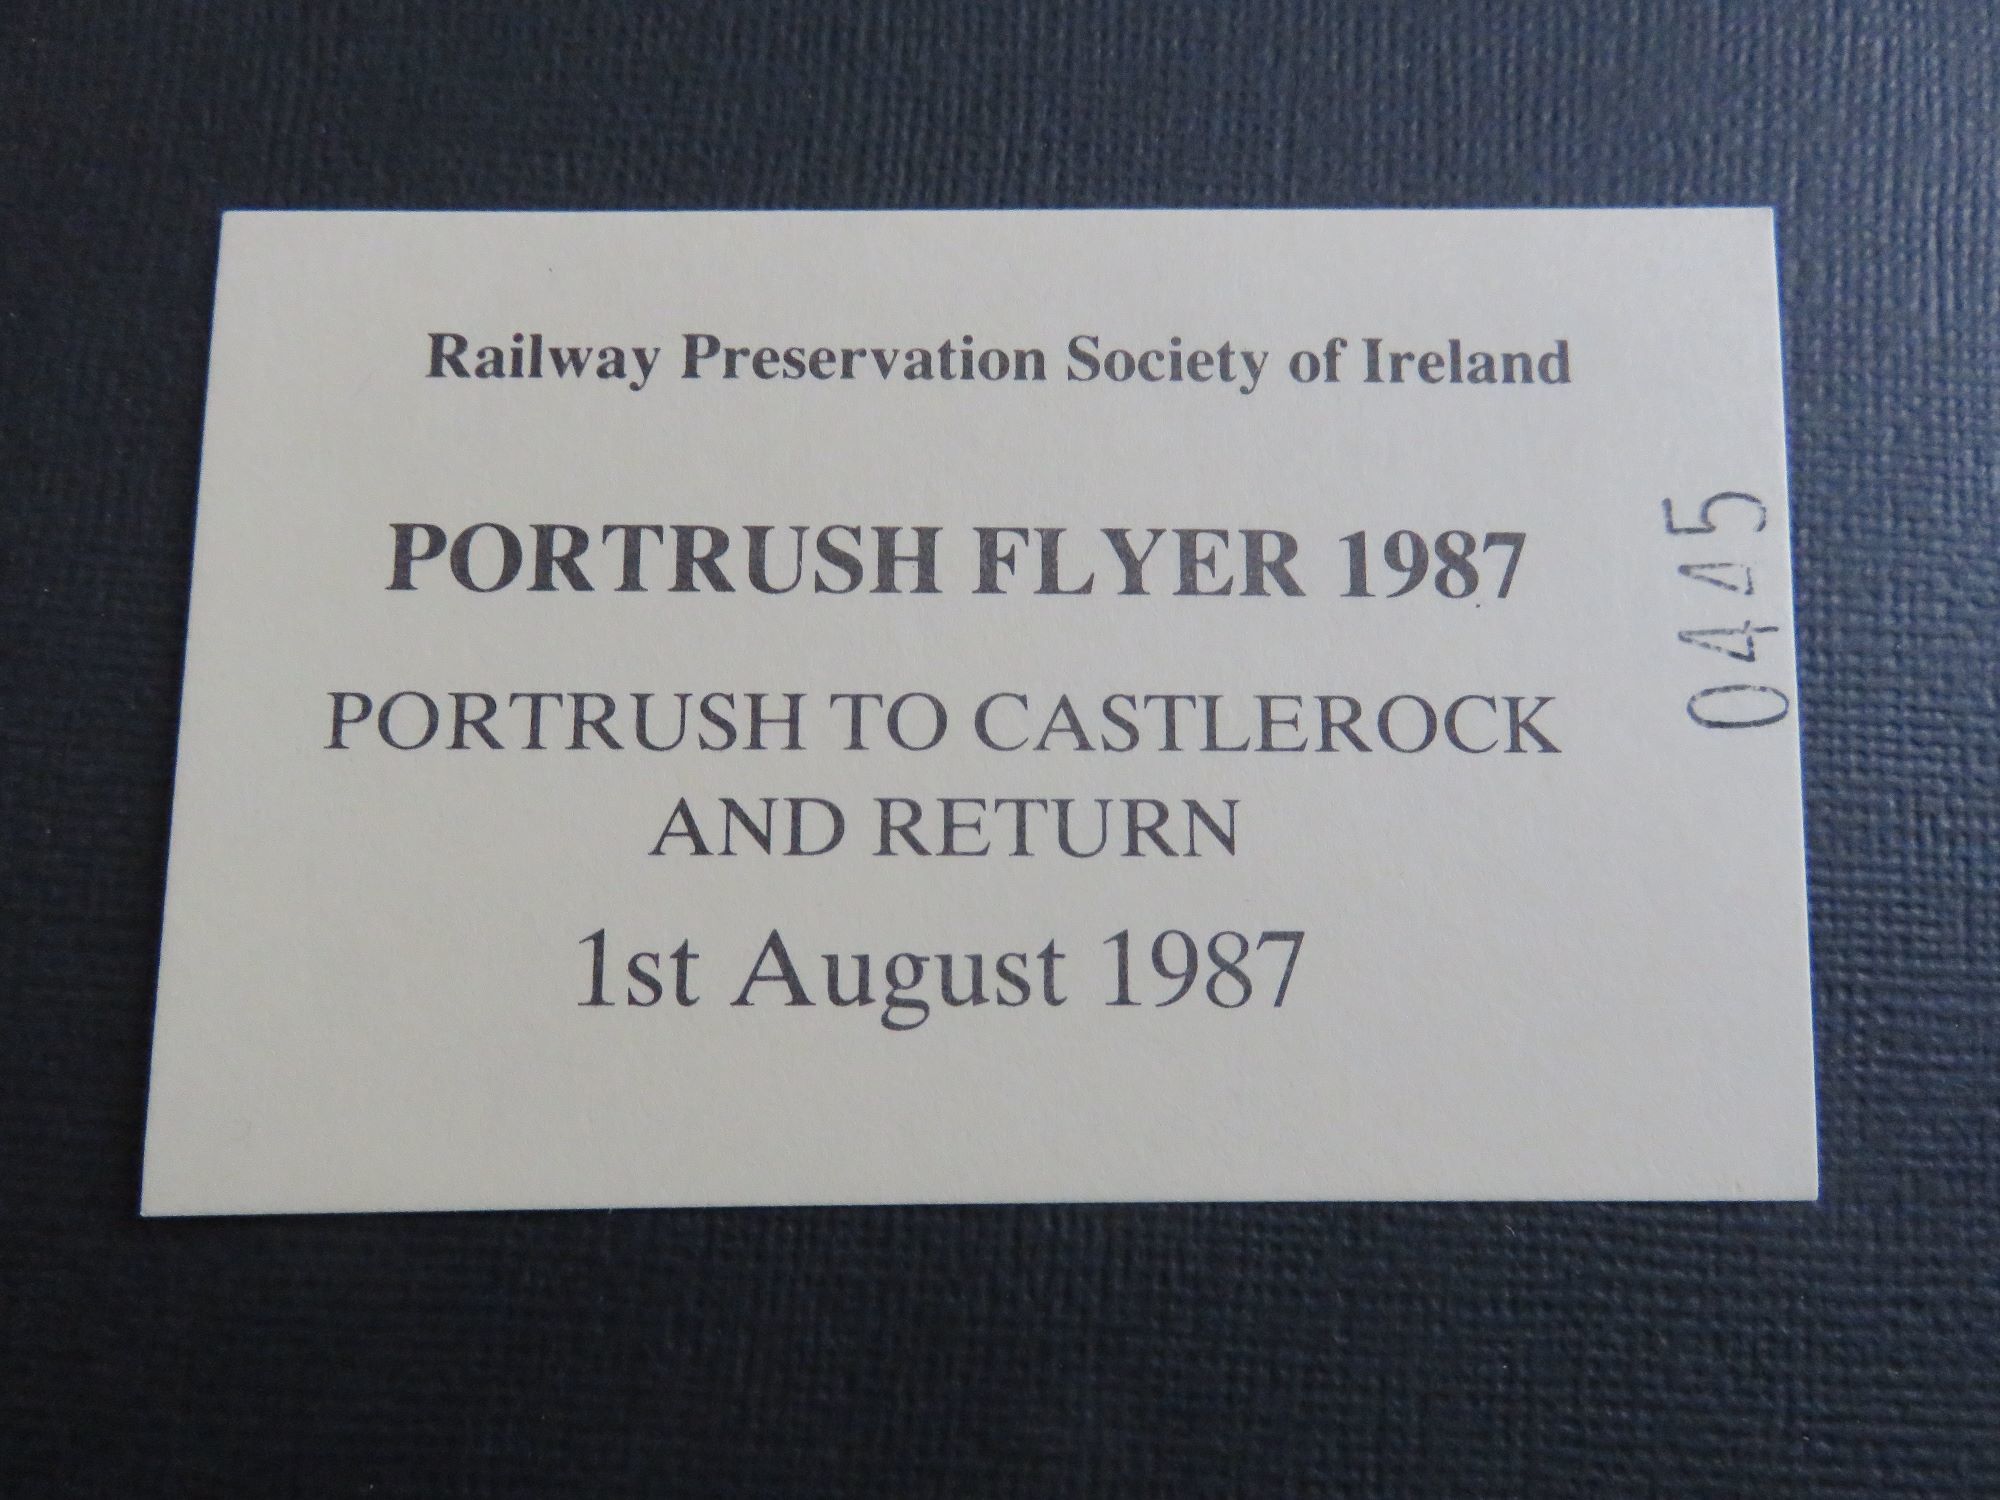 Railway Preservation Society of Ireland
PORTRUSH FLYER 1987
PORTRUSH TO CASTLEROCK
AND RETURN
1st August 1987
0445